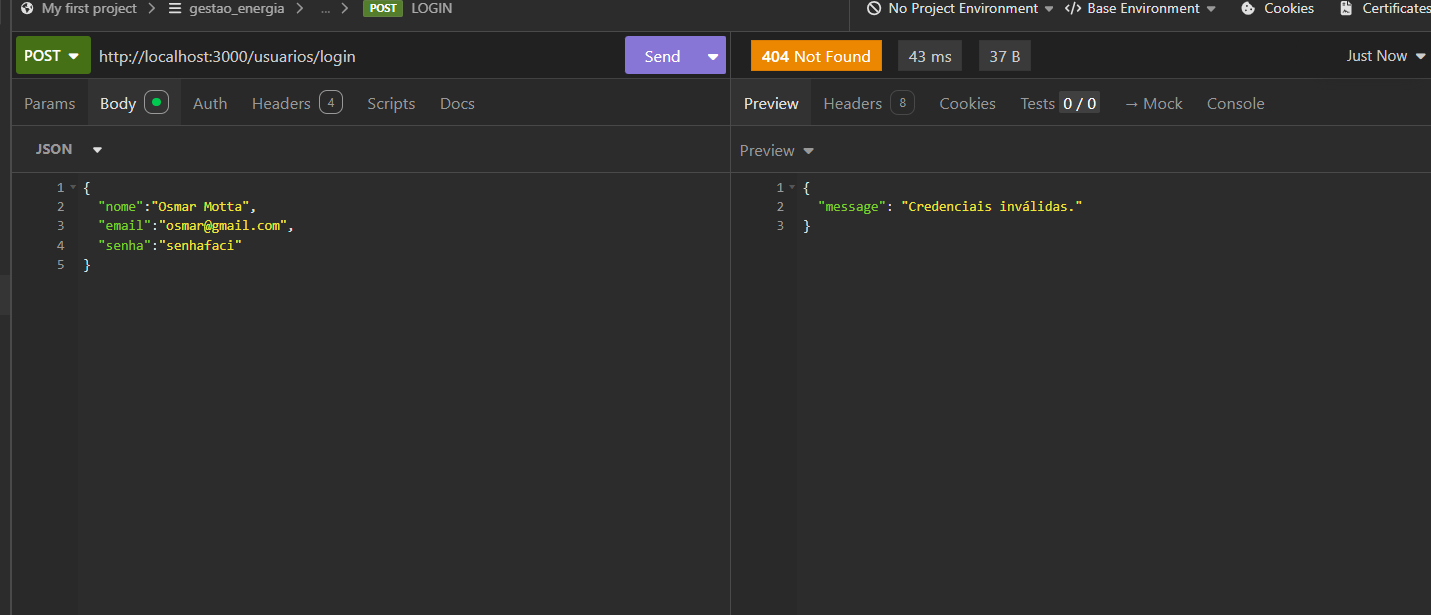 My first project > gestao_energia > ... > POST LOGIN
No Project Environment </> Base Environment Cookies Certificates
POST http://localhost:3000/usuarios/login Send
404 Not Found 43 ms 37 B Just Now
Params Body Auth Headers 4 Scripts Docs
Preview Headers 8 Cookies Tests 0 / 0 → Mock Console
JSON
Preview
1 {
2 "nome":"Osmar Motta",
3 "email":"osmar@gmail.com",
4 "senha":"senhafaci"
5 }
1 {
2 "message": "Credenciais inválidas."
3 }